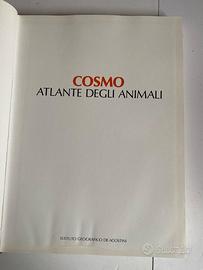 COSMO
ATLANTE DEGLI ANIMALI
ISTITUTO GEOGRAFICO DE AGOSTINI